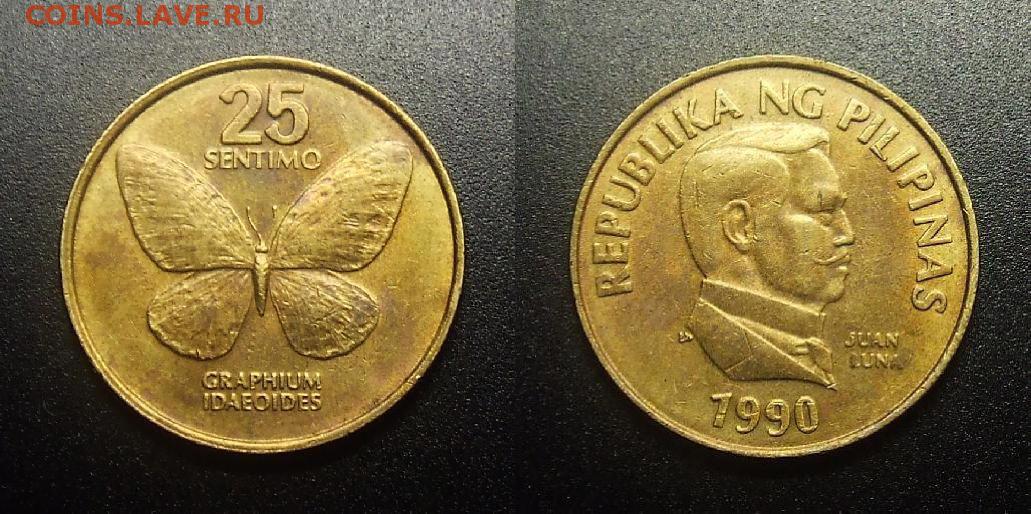 COINS.LAVE.RU
25
SENTIMO
GRAPHIUM
IDAEOIDES
REPUBLIKA NG PILIPINAS
JUAN
LUNA
1990